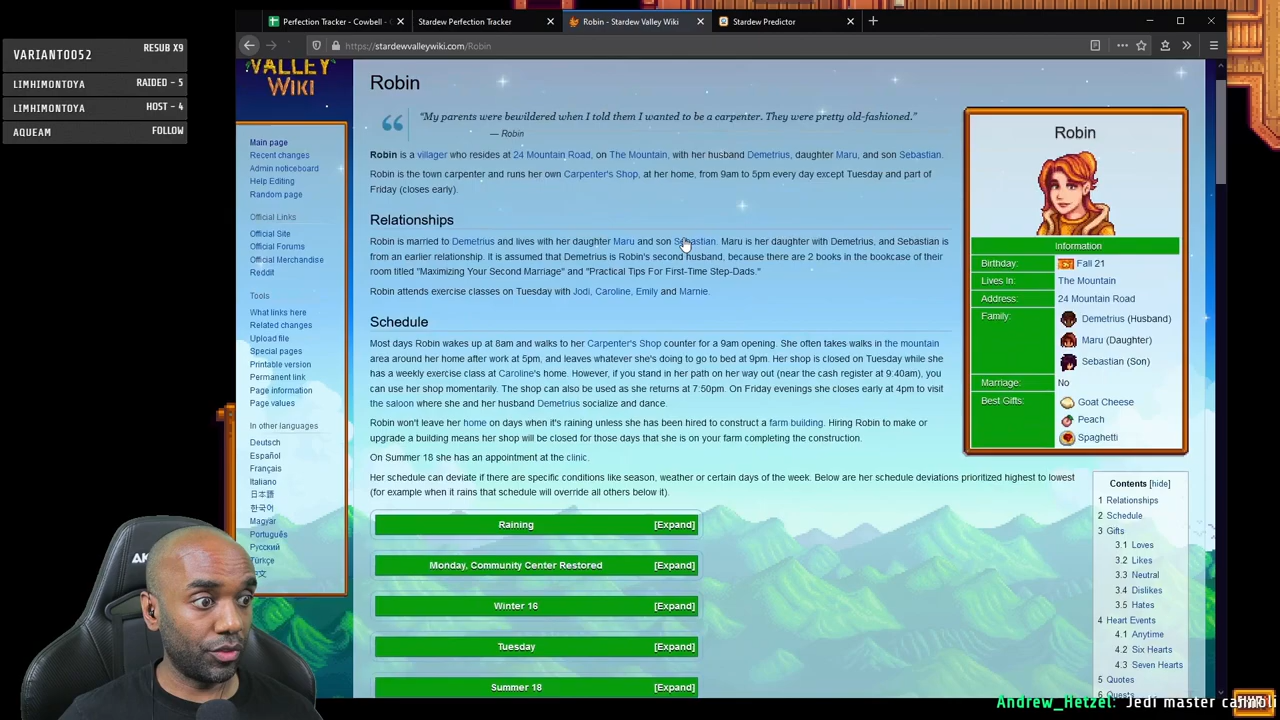 VARIANT0052 RESUB X9
LIMHIMONTOYA RAIDED - 5
LIMHIMONTOYA HOST - 4
AQUEAM FOLLOW
Perfection Tracker - Cowbell -
Stardew Perfection Tracker
Robin - Stardew Valley Wiki
Stardew Predictor
https://stardewvalleywiki.com/Robin
VALLEY
WIKI
Main page
Recent changes
Admin noticeboard
Help Editing
Random page
Official Links
Official Site
Official Forums
Official Merchandise
Reddit
Tools
What links here
Related changes
Upload file
Special pages
Printable version
Permanent link
Page information
Page values
In other languages
Deutsch
Español
Français
Italiano
日本語
한국어
Magyar
Português
Русский
Türkçe
中文
Robin
“My parents were bewildered when I told them I wanted to be a carpenter. They were pretty old-fashioned.”
— Robin
Robin is a villager who resides at 24 Mountain Road, on The Mountain, with her husband Demetrius, daughter Maru, and son Sebastian.
Robin is the town carpenter and runs her own Carpenter's Shop, at her home, from 9am to 5pm every day except Tuesday and part of
Friday (closes early).
Relationships
Robin is married to Demetrius and lives with her daughter Maru and son Sebastian. Maru is her daughter with Demetrius, and Sebastian is
from an earlier relationship. It is assumed that Demetrius is Robin's second husband, because there are 2 books in the bookcase of their
room titled "Maximizing Your Second Marriage" and "Practical Tips For First-Time Step-Dads."
Robin attends exercise classes on Tuesday with Jodi, Caroline, Emily and Marnie.
Schedule
Most days Robin wakes up at 8am and walks to her Carpenter's Shop counter for a 9am opening. She often takes walks in the mountain
area around her home after work at 5pm, and leaves whatever she's doing to go to bed at 9pm. Her shop is closed on Tuesday while she
has a weekly exercise class at Caroline's home. However, if you stand in her path on her way out (near the cash register at 9:40am), you
can use her shop momentarily. The shop can also be used as she returns at 7:50pm. On Friday evenings she closes early at 4pm to visit
the saloon where she and her husband Demetrius socialize and dance.
Robin won't leave her home on days when it's raining unless she has been hired to construct a farm building. Hiring Robin to make or
upgrade a building means her shop will be closed for those days that she is on your farm completing the construction.
On Summer 18 she has an appointment at the clinic.
Her schedule can deviate if there are specific conditions like season, weather or certain days of the week. Below are her schedule deviations prioritized highest to lowest
(for example when it rains that schedule will override all others below it).
Raining [Expand]
Monday, Community Center Restored [Expand]
Winter 16 [Expand]
Tuesday [Expand]
Summer 18 [Expand]
Robin
Information
Birthday: Fall 21
Lives In: The Mountain
Address: 24 Mountain Road
Family: Demetrius (Husband)
Maru (Daughter)
Sebastian (Son)
Marriage: No
Best Gifts: Goat Cheese
Peach
Spaghetti
Contents [hide]
1 Relationships
2 Schedule
3 Gifts
3.1 Loves
3.2 Likes
3.3 Neutral
3.4 Dislikes
3.5 Hates
4 Heart Events
4.1 Anytime
4.2 Six Hearts
4.3 Seven Hearts
5 Quotes
6 Quests
AK
Andrew_Hetzel: Jedi master